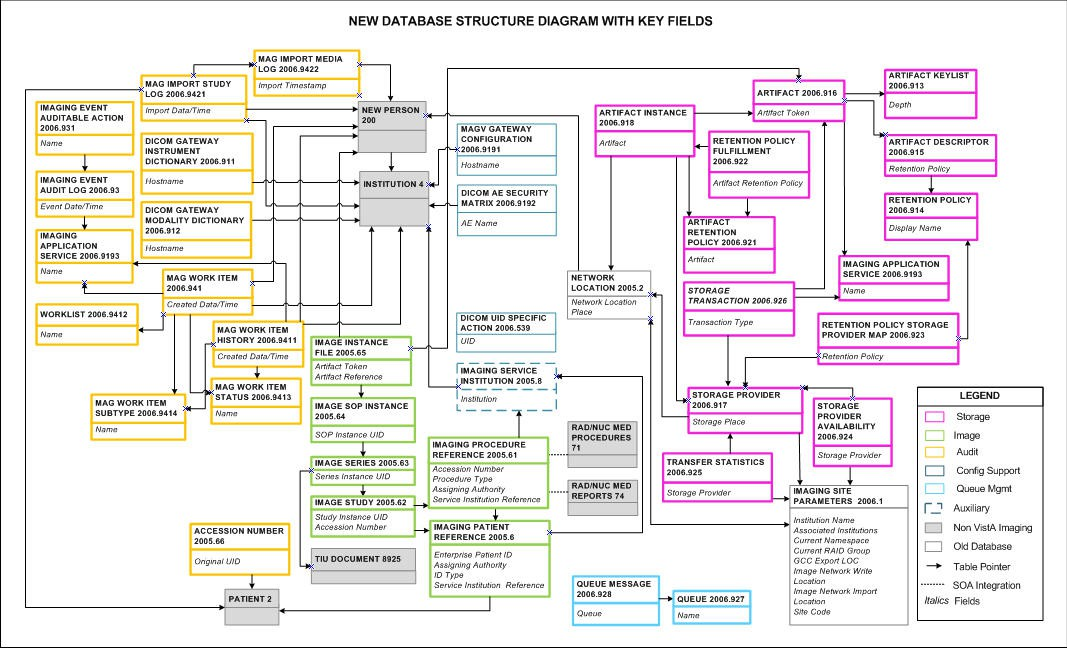 NEW DATABASE STRUCTURE DIAGRAM WITH KEY FIELDS
MAG IMPORT MEDIA
LOG 2006.9422
Import Timestamp
MAG IMPORT STUDY
LOG 2006.9421
Import Data/Time
IMAGING EVENT
AUDITABLE ACTION
2006.931
Name
DICOM GATEWAY
INSTRUMENT
DICTIONARY 2006.911
Hostname
IMAGING EVENT
AUDIT LOG 2006.93
Event Date/Time
DICOM GATEWAY
MODALITY DICTIONARY
2006.912
Hostname
IMAGING
APPLICATION
SERVICE 2006.9193
Name
MAG WORK ITEM
2006.941
Created Data/Time
WORKLIST 2006.9412
Name
MAG WORK ITEM
HISTORY 2006.9411
Created Date/Time
MAG WORK ITEM
STATUS 2006.9413
Name
MAG WORK ITEM
SUBTYPE 2006.9414
Name
NEW PERSON
200
INSTITUTION 4
MAGV GATEWAY
CONFIGURATION
2006.9191
Hostname
DICOM AE SECURITY
MATRIX 2006.9192
AE Name
DICOM UID SPECIFIC
ACTION 2006.539
UID
IMAGING SERVICE
INSTITUTION 2005.8
Institution
IMAGE INSTANCE
FILE 2005.65
Artifact Token
Artifact Reference
IMAGE SOP INSTANCE
2005.64
SOP Instance UID
IMAGE SERIES 2005.63
Series Instance UID
IMAGE STUDY 2005.62
Study Instance UID
Accession Number
TIU DOCUMENT 8925
IMAGING PROCEDURE
REFERENCE 2005.61
Accession Number
Procedure Type
Assigning Authority
Service Institution Reference
IMAGING PATIENT
REFERENCE 2005.6
Enterprise Patient ID
Assigning Authority
ID Type
Service Institution Reference
RAD/NUC MED
PROCEDURES
71
RAD/NUC MED
REPORTS 74
ACCESSION NUMBER
2005.66
Original UID
PATIENT 2
QUEUE MESSAGE
2006.928
Queue
QUEUE 2006.927
Name
ARTIFACT INSTANCE
2006.918
Artifact
ARTIFACT 2006.916
Artifact Token
ARTIFACT KEYLIST
2006.913
Depth
RETENTION POLICY
FULFILLMENT
2006.922
Artifact Retention Policy
ARTIFACT DESCRIPTOR
2006.915
Retention Policy
RETENTION POLICY
2006.914
Display Name
ARTIFACT
RETENTION
POLICY 2006.921
Artifact
NETWORK
LOCATION 2005.2
Network Location
Place
STORAGE
TRANSACTION 2006.926
Transaction Type
IMAGING APPLICATION
SERVICE 2006.9193
Name
RETENTION POLICY STORAGE
PROVIDER MAP 2006.923
Retention Policy
STORAGE PROVIDER
2006.917
Storage Place
STORAGE
PROVIDER
AVAILABILITY
2006.924
Storage Provider
TRANSFER STATISTICS
2006.925
Storage Provider
IMAGING SITE
PARAMETERS 2006.1
Institution Name
Associated Institutions
Current Namespace
Current RAID Group
GCC Export LOC
Image Network Write
Location
Image Network Import
Location
Site Code
LEGEND
Storage
Image
Audit
Config Support
Queue Mgmt
Auxiliary
Non VistA Imaging
Old Database
Table Pointer
SOA Integration
Italics Fields